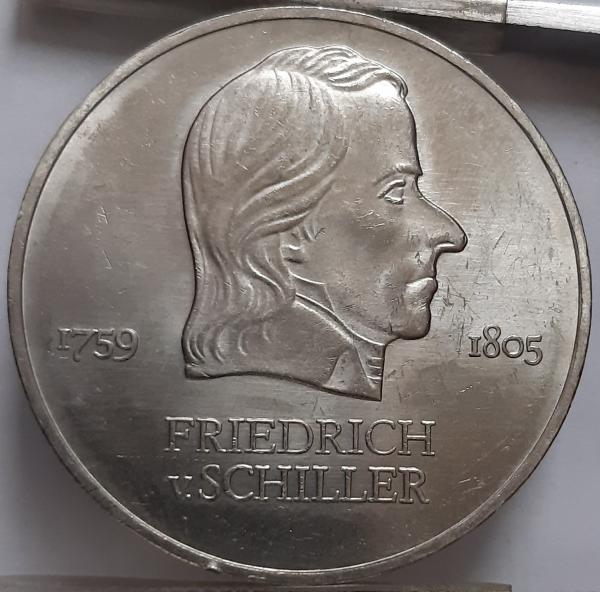 1759 1805
FRIEDRICH
v. SCHILLER